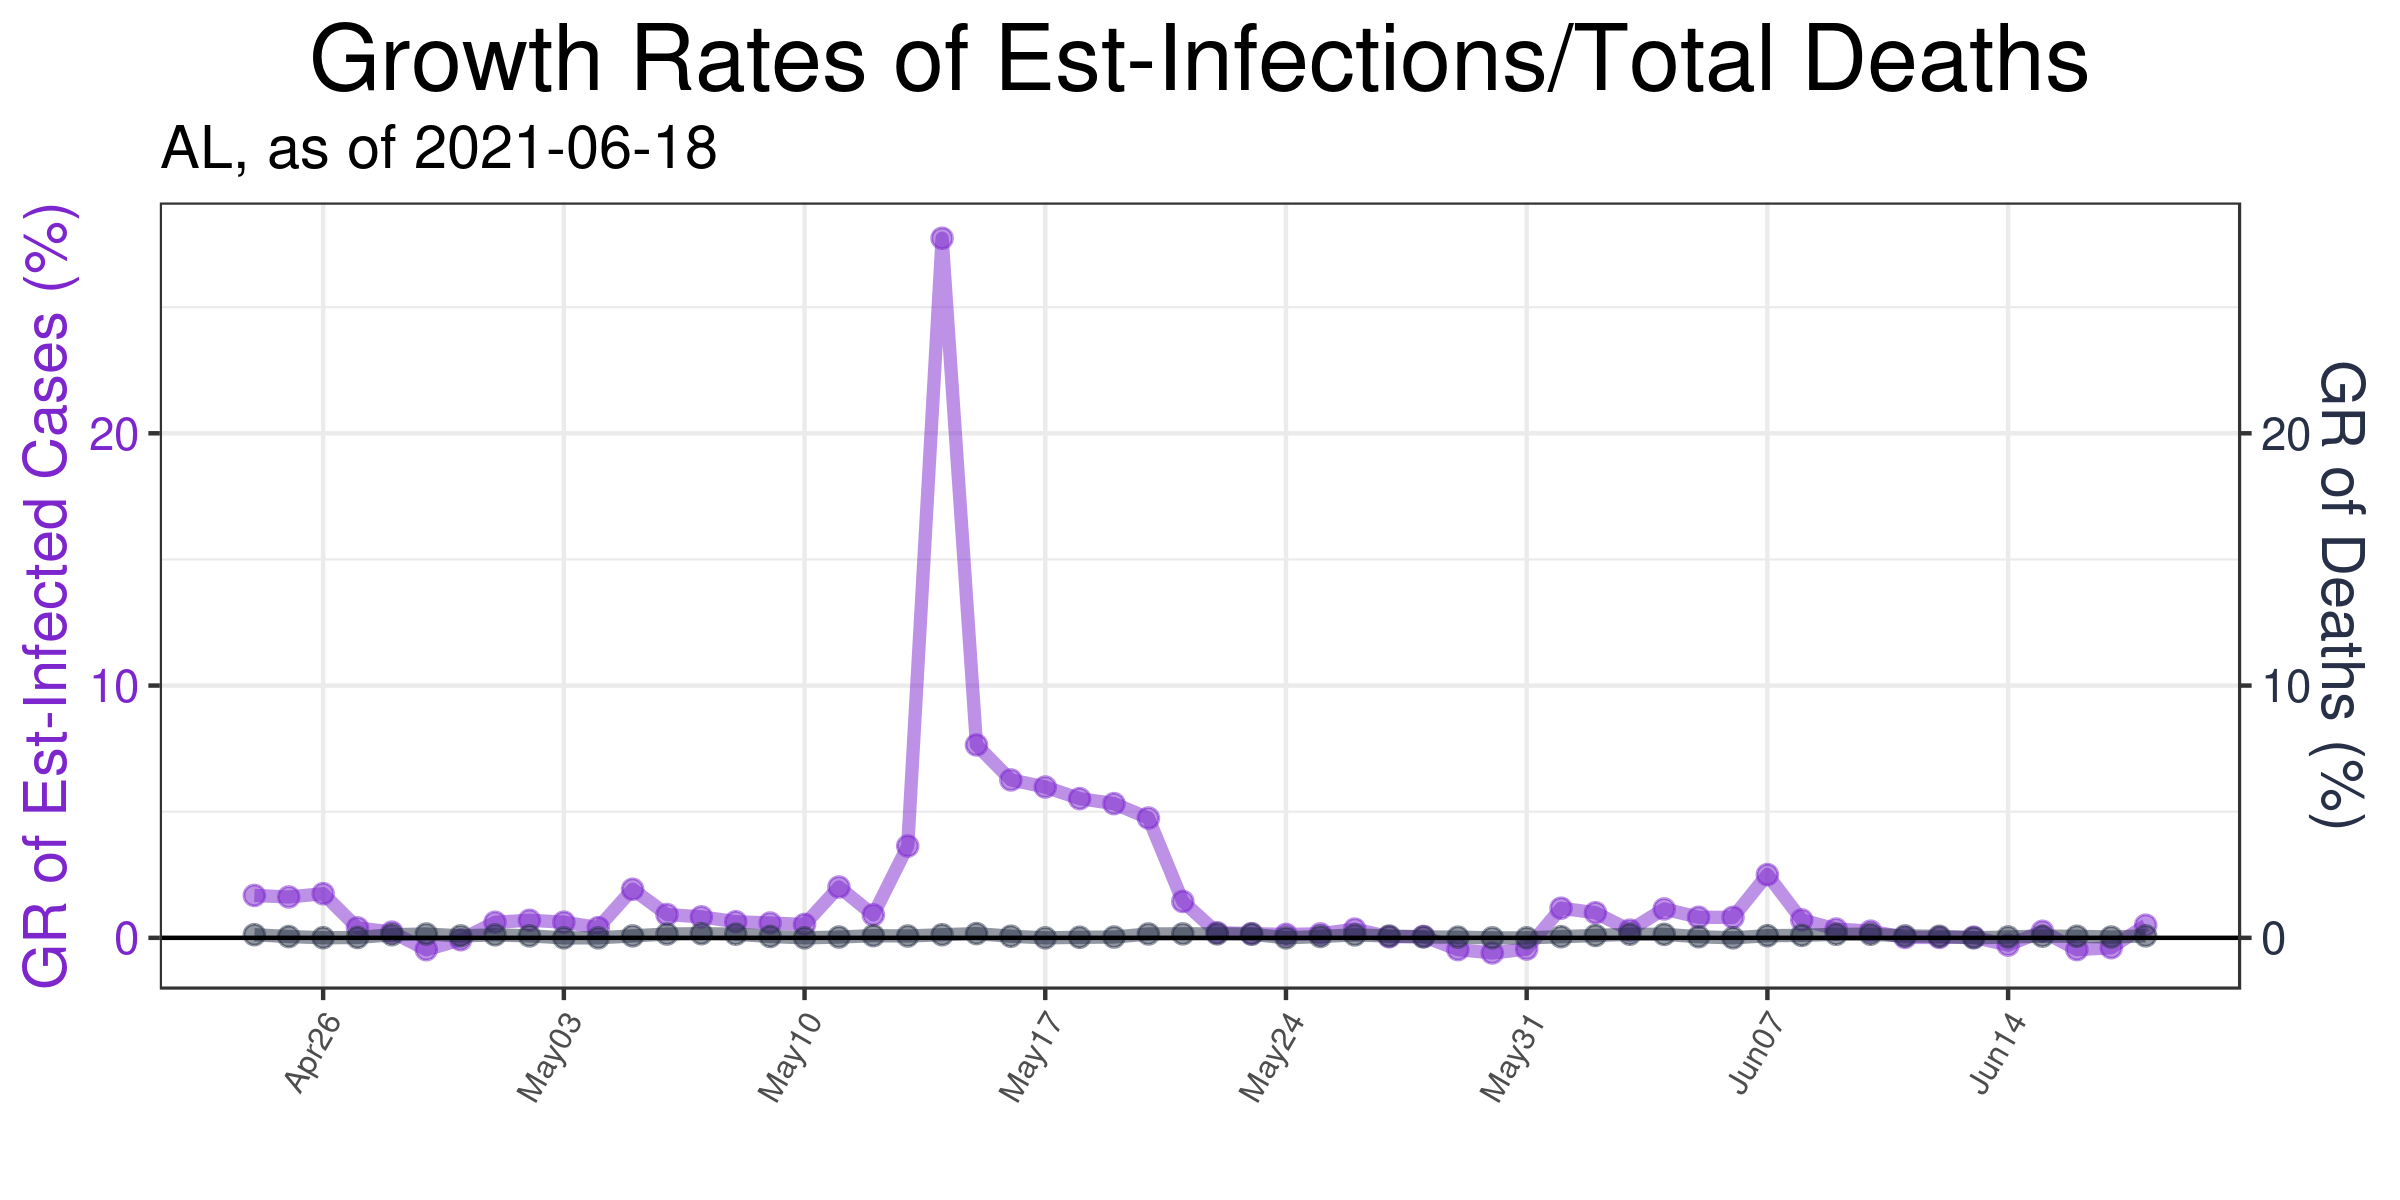 Growth Rates of Est-Infections/Total Deaths
AL, as of 2021-06-18
GR of Est-Infected Cases (%)
20
10
0
20
10
0
GR of Deaths (%)
Apr26
May03
May10
May17
May24
May31
Jun07
Jun14